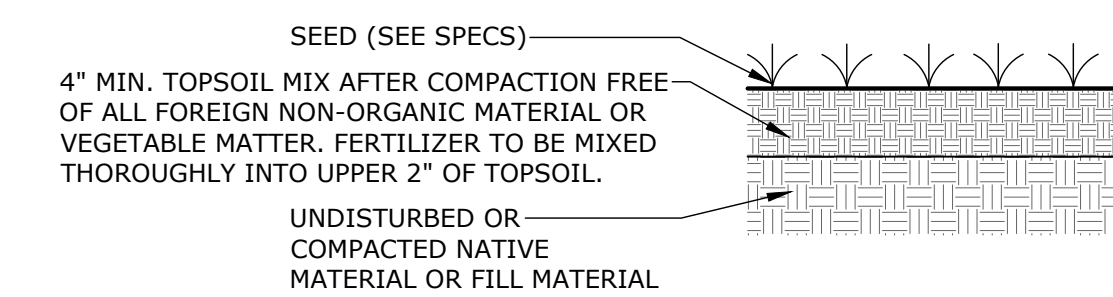 SEED (SEE SPECS)
4" MIN. TOPSOIL MIX AFTER COMPACTION FREE
OF ALL FOREIGN NON-ORGANIC MATERIAL OR
VEGETABLE MATTER. FERTILIZER TO BE MIXED
THOROUGHLY INTO UPPER 2" OF TOPSOIL.
UNDISTURBED OR
COMPACTED NATIVE
MATERIAL OR FILL MATERIAL